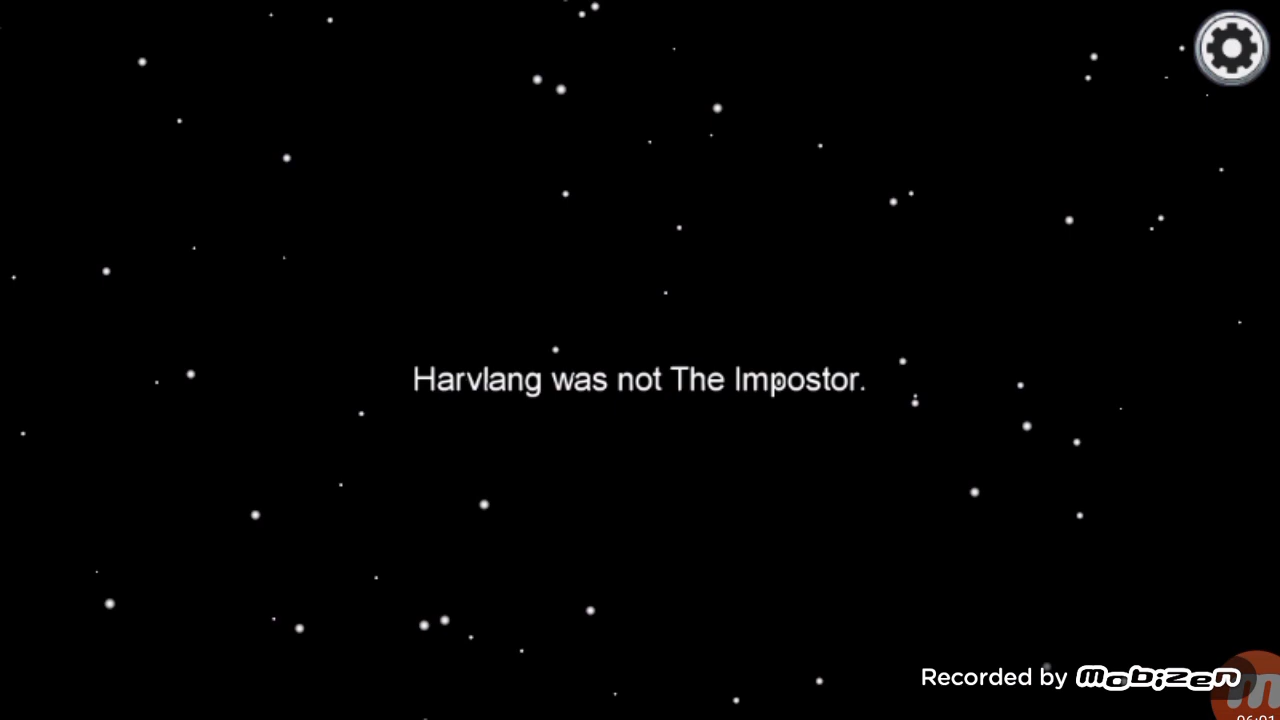 Harvlang was not The Impostor.
Recorded by mobizen